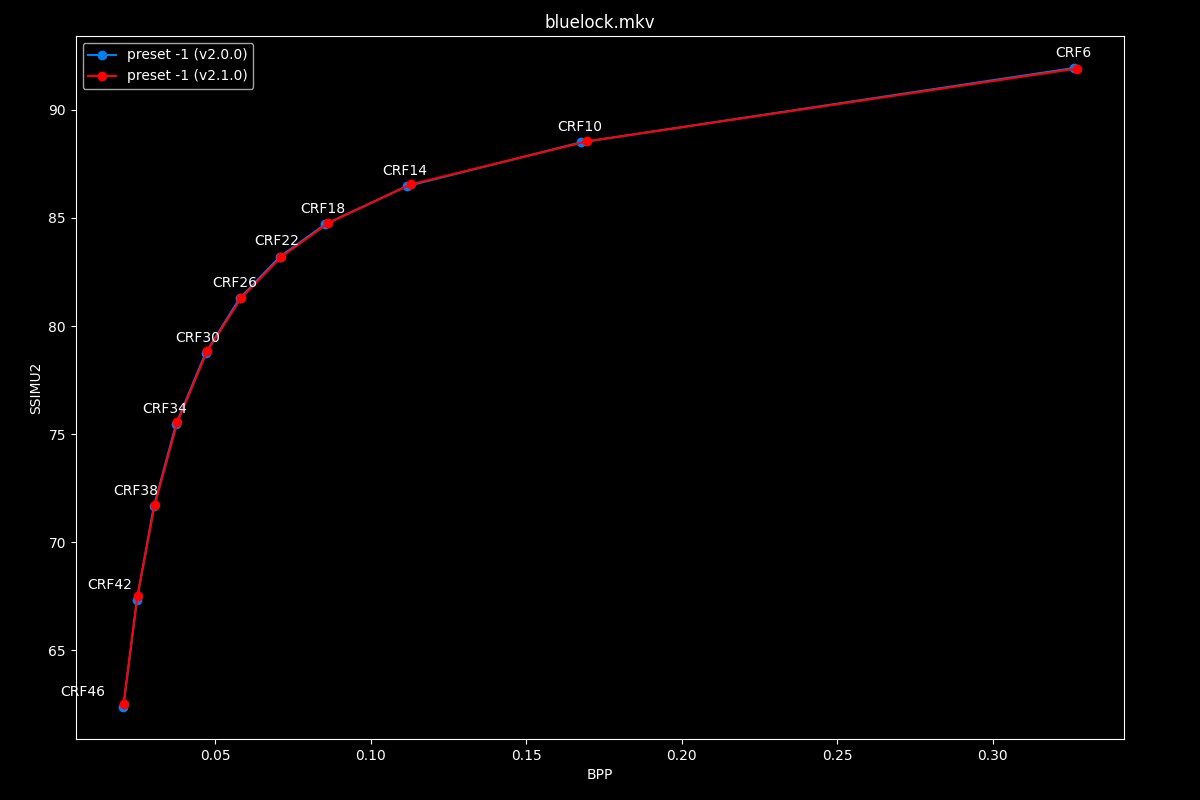 bluelock.mkv
preset -1 (v2.0.0)
preset -1 (v2.1.0)
CRF6
CRF10
CRF14
CRF18
CRF22
CRF26
CRF30
CRF34
CRF38
CRF42
CRF46
90
85
80
75
70
65
SSIMU2
0.05 0.10 0.15 0.20 0.25 0.30
BPP